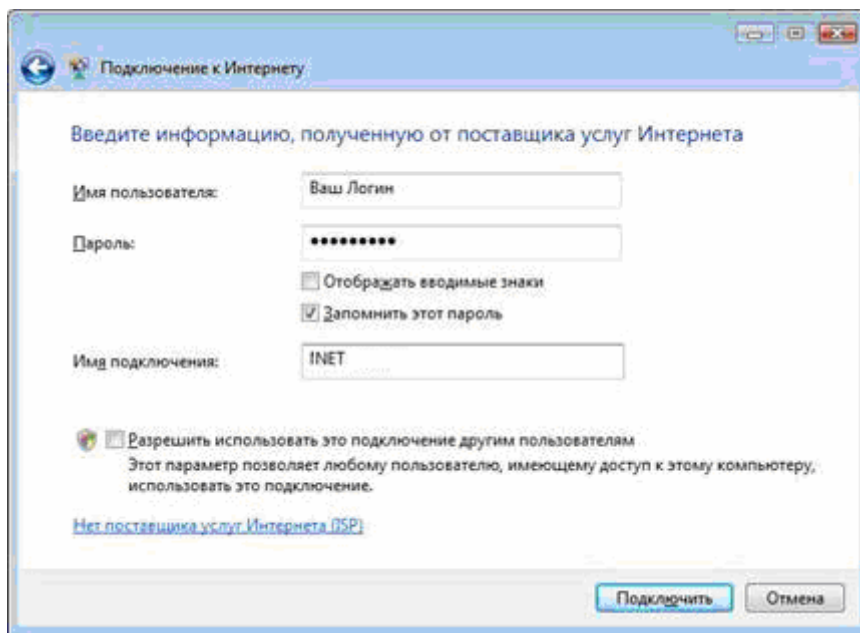 Подключение к Интернету
Введите информацию, полученную от поставщика услуг Интернета
Имя пользователя: Ваш Логин
Пароль: •••••••••
Отображать вводимые знаки
Запомнить этот пароль
Имя подключения: INET
Разрешить использовать это подключение другим пользователям
Этот параметр позволяет любому пользователю, имеющему доступ к этому компьютеру,
использовать это подключение.
Нет поставщика услуг Интернета (ISP)
Подключить Отмена